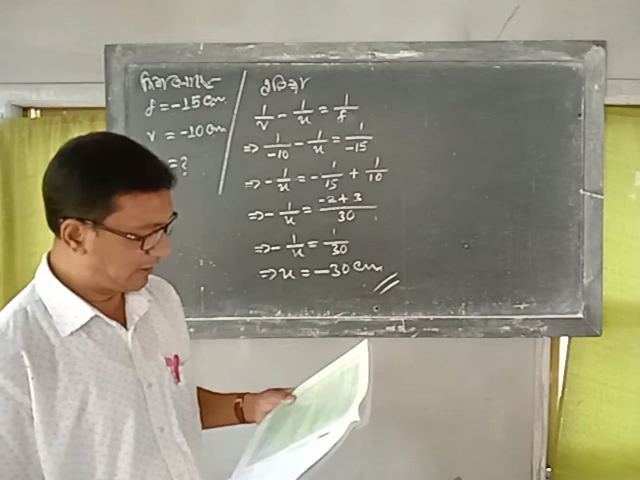 দিয়া আছে
f = -15 cm
v = -10 cm
= ?
1/v - 1/u = 1/f
⇒ 1/-10 - 1/u = 1/-15
⇒ - 1/u = - 1/15 + 1/10
⇒ - 1/u = -2+3/30
⇒ - 1/u = 1/30
⇒ u = -30 cm